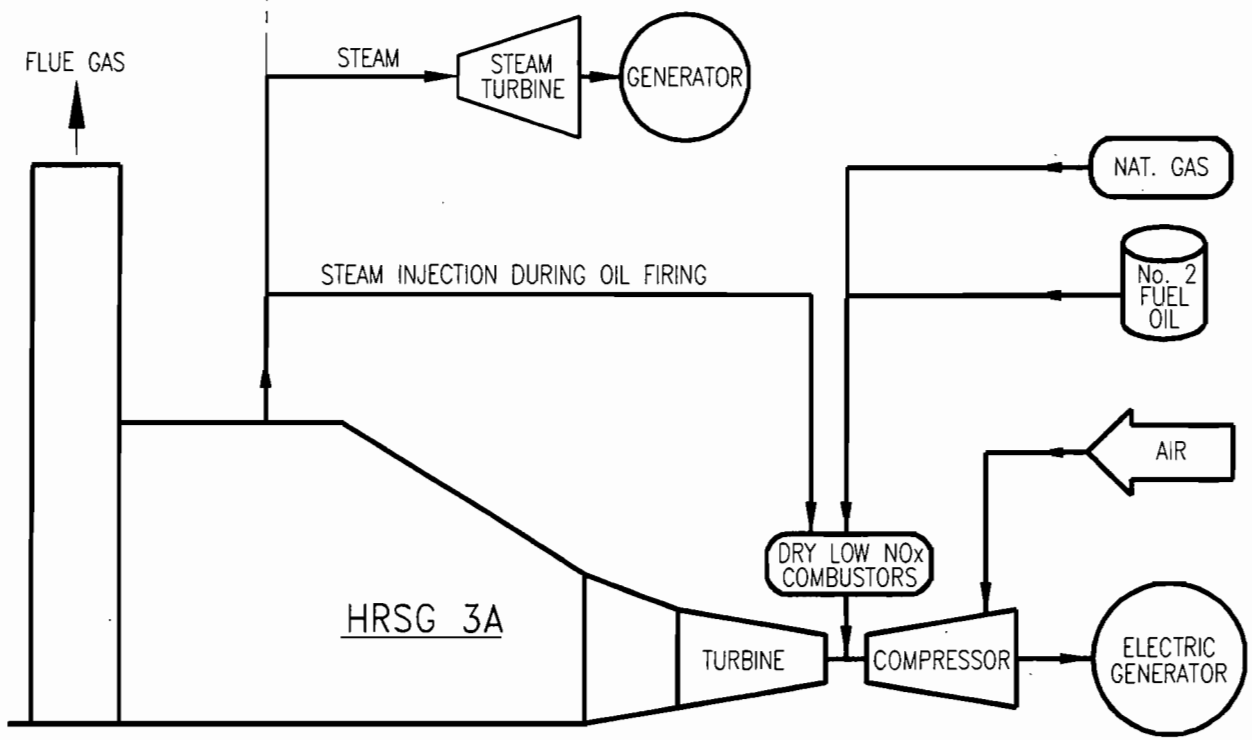 FLUE GAS
STEAM
STEAM
TURBINE
GENERATOR
NAT. GAS
STEAM INJECTION DURING OIL FIRING
No. 2
FUEL
OIL
AIR
DRY LOW NOx
COMBUSTORS
HRSG 3A
TURBINE
COMPRESSOR
ELECTRIC
GENERATOR